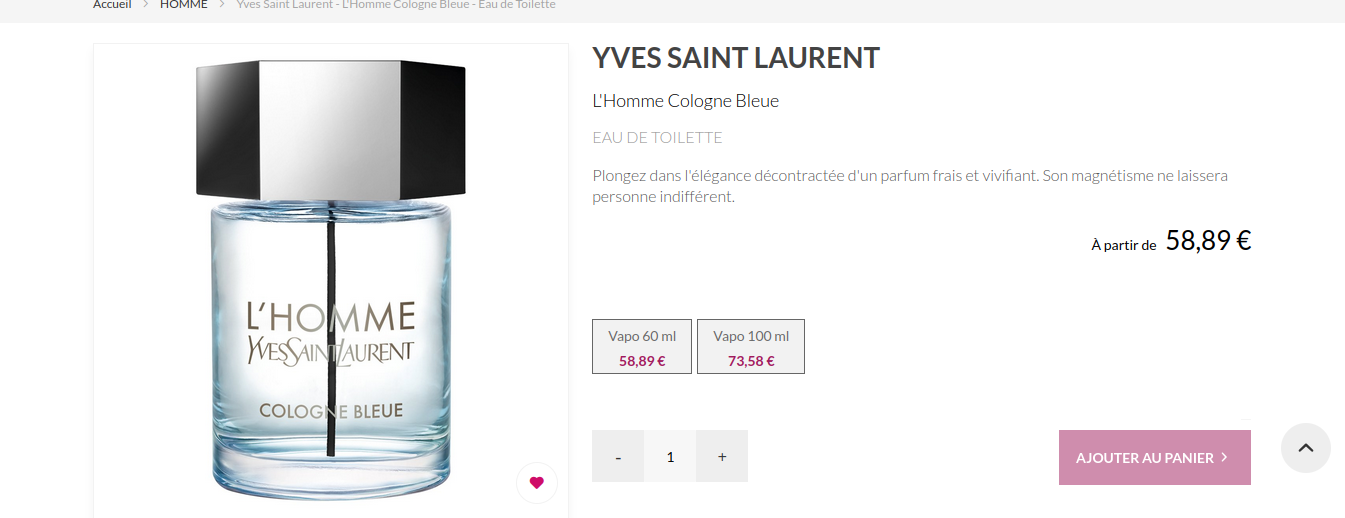 Accueil > HOMME > Yves Saint Laurent - L'Homme Cologne Bleue - Eau de Toilette
L'HOMME
YVESSAINTLAURENT
COLOGNE BLEUE
YVES SAINT LAURENT
L'Homme Cologne Bleue
EAU DE TOILETTE
Plongez dans l'élégance décontractée d'un parfum frais et vivifiant. Son magnétisme ne laissera
personne indifférent.
À partir de 58,89 €
Vapo 60 ml Vapo 100 ml
58,89 € 73,58 €
- 1 +
AJOUTER AU PANIER >